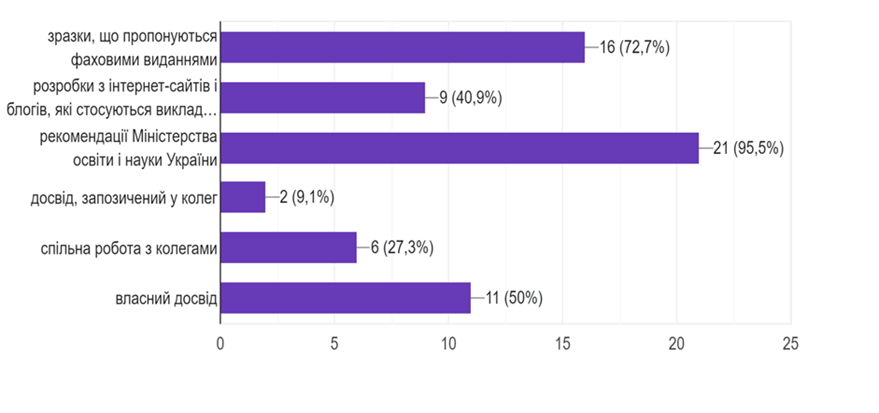 зразки, що пропонуються
фаховими виданнями
16 (72,7%)
розробки з інтернет-сайтів і
блогів, які стосуються виклад…
9 (40,9%)
рекомендації Міністерства
освіти і науки України
21 (95,5%)
досвід, запозичений у колег
2 (9,1%)
спільна робота з колегами
6 (27,3%)
власний досвід
11 (50%)
0 5 10 15 20 25